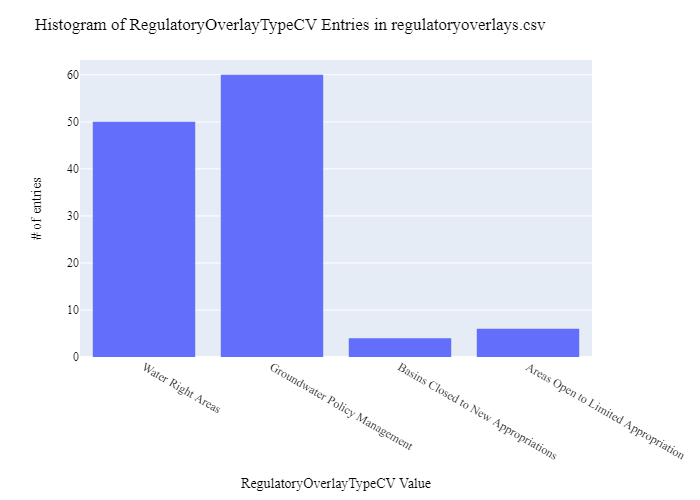 Histogram of RegulatoryOverlayTypeCV Entries in regulatoryoverlays.csv
# of entries
60
50
40
30
20
10
0
Water Right Areas
Groundwater Policy Management
Basins Closed to New Appropriations
Areas Open to Limited Appropriation
RegulatoryOverlayTypeCV Value